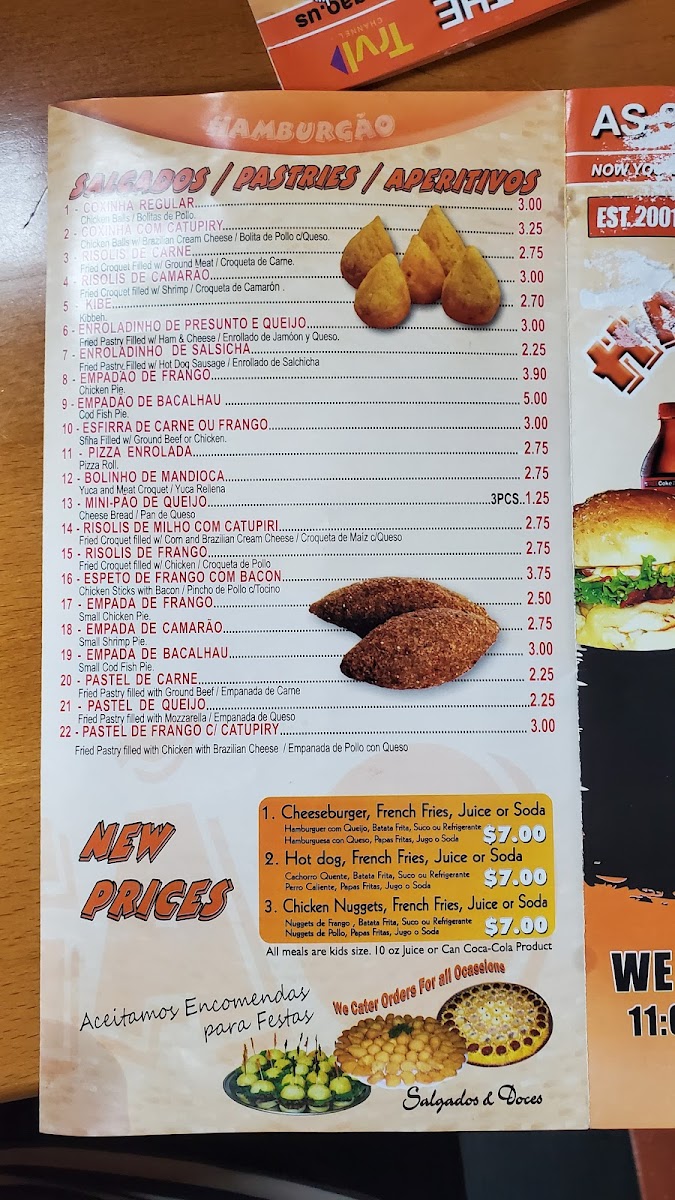 THE
Trvl
CHANNEL
HAMBURGÃO
SALGADOS / PASTRIES / APERITIVOS
1 - COXINHA REGULAR 3.00
Chicken Balls / Bolitas de Pollo.
2 - COXINHA COM CATUPIRY 3.25
Chicken Balls w/ Brazilian Cream Cheese / Bolita de Pollo c/Queso.
3 - RISOLIS DE CARNE 2.75
Fried Croquet Filled w/ Ground Meat / Croqueta de Carne.
4 - RISOLIS DE CAMARÃO 3.00
Fried Croquet filled w/ Shrimp / Croqueta de Camarón .
5 - KIBE 2.70
Kibbeh.
6 - ENROLADINHO DE PRESUNTO E QUEIJO 3.00
Fried Pastry Filled w/ Ham & Cheese / Enrollado de Jamóon y Queso.
7 - ENROLADINHO DE SALSICHA 2.25
Fried Pastry Filled w/ Hot Dog Sausage / Enrollado de Salchicha
8 - EMPADÃO DE FRANGO 3.90
Chicken Pie.
9 - EMPADÃO DE BACALHAU 5.00
Cod Fish Pie.
10 - ESFIRRA DE CARNE OU FRANGO 3.00
Sfiha Filled w/ Ground Beef or Chicken.
11 - PIZZA ENROLADA 2.75
Pizza Roll.
12 - BOLINHO DE MANDIOCA 2.75
Yuca and Meat Croquet / Yuca Rellena
13 - MINI-PÃO DE QUEIJO 3PCS. 1.25
Cheese Bread / Pan de Queso
14 - RISOLIS DE MILHO COM CATUPIRI 2.75
Fried Croquet filled w/ Corn and Brazilian Cream Cheese / Croqueta de Maiz c/Queso
15 - RISOLIS DE FRANGO 2.75
Fried Croquet filled w/ Chicken / Croqueta de Pollo
16 - ESPETO DE FRANGO COM BACON 3.75
Chicken Sticks with Bacon / Pincho de Pollo c/Tocino
17 - EMPADA DE FRANGO 2.50
Small Chicken Pie.
18 - EMPADA DE CAMARÃO 2.75
Small Shrimp Pie.
19 - EMPADA DE BACALHAU 3.00
Small Cod Fish Pie.
20 - PASTEL DE CARNE 2.25
Fried Pastry filled with Ground Beef / Empanada de Carne
21 - PASTEL DE QUEIJO 2.25
Fried Pastry filled with Mozzarella / Empanada de Queso
22 - PASTEL DE FRANGO C/ CATUPIRY 3.00
Fried Pastry filled with Chicken with Brazilian Cheese / Empanada de Pollo con Queso
NEW
PRICES
1. Cheeseburger, French Fries, Juice or Soda
Hamburguer com Queijo, Batata Frita, Suco ou Refrigerante
Hamburguesa con Queso, Papas Fritas, Jugo o Soda $7.00
2. Hot dog, French Fries, Juice or Soda
Cachorro Quente, Batata Frita, Suco ou Refrigerante
Perro Caliente, Papas Fritas, Jugo o Soda $7.00
3. Chicken Nuggets, French Fries, Juice or Soda
Nuggets de Frango , Batata Frita, Suco ou Refrigerante
Nuggets de Pollo, Papas Fritas, Jugo o Soda $7.00
All meals are kids size. 10 oz Juice or Can Coca-Cola Product
Aceitamos Encomendas
para Festas
We Cater Orders For all Ocassions
Salgados & Doces
AS
NOW YO
EST. 2001
HA
Coke
WE
11: